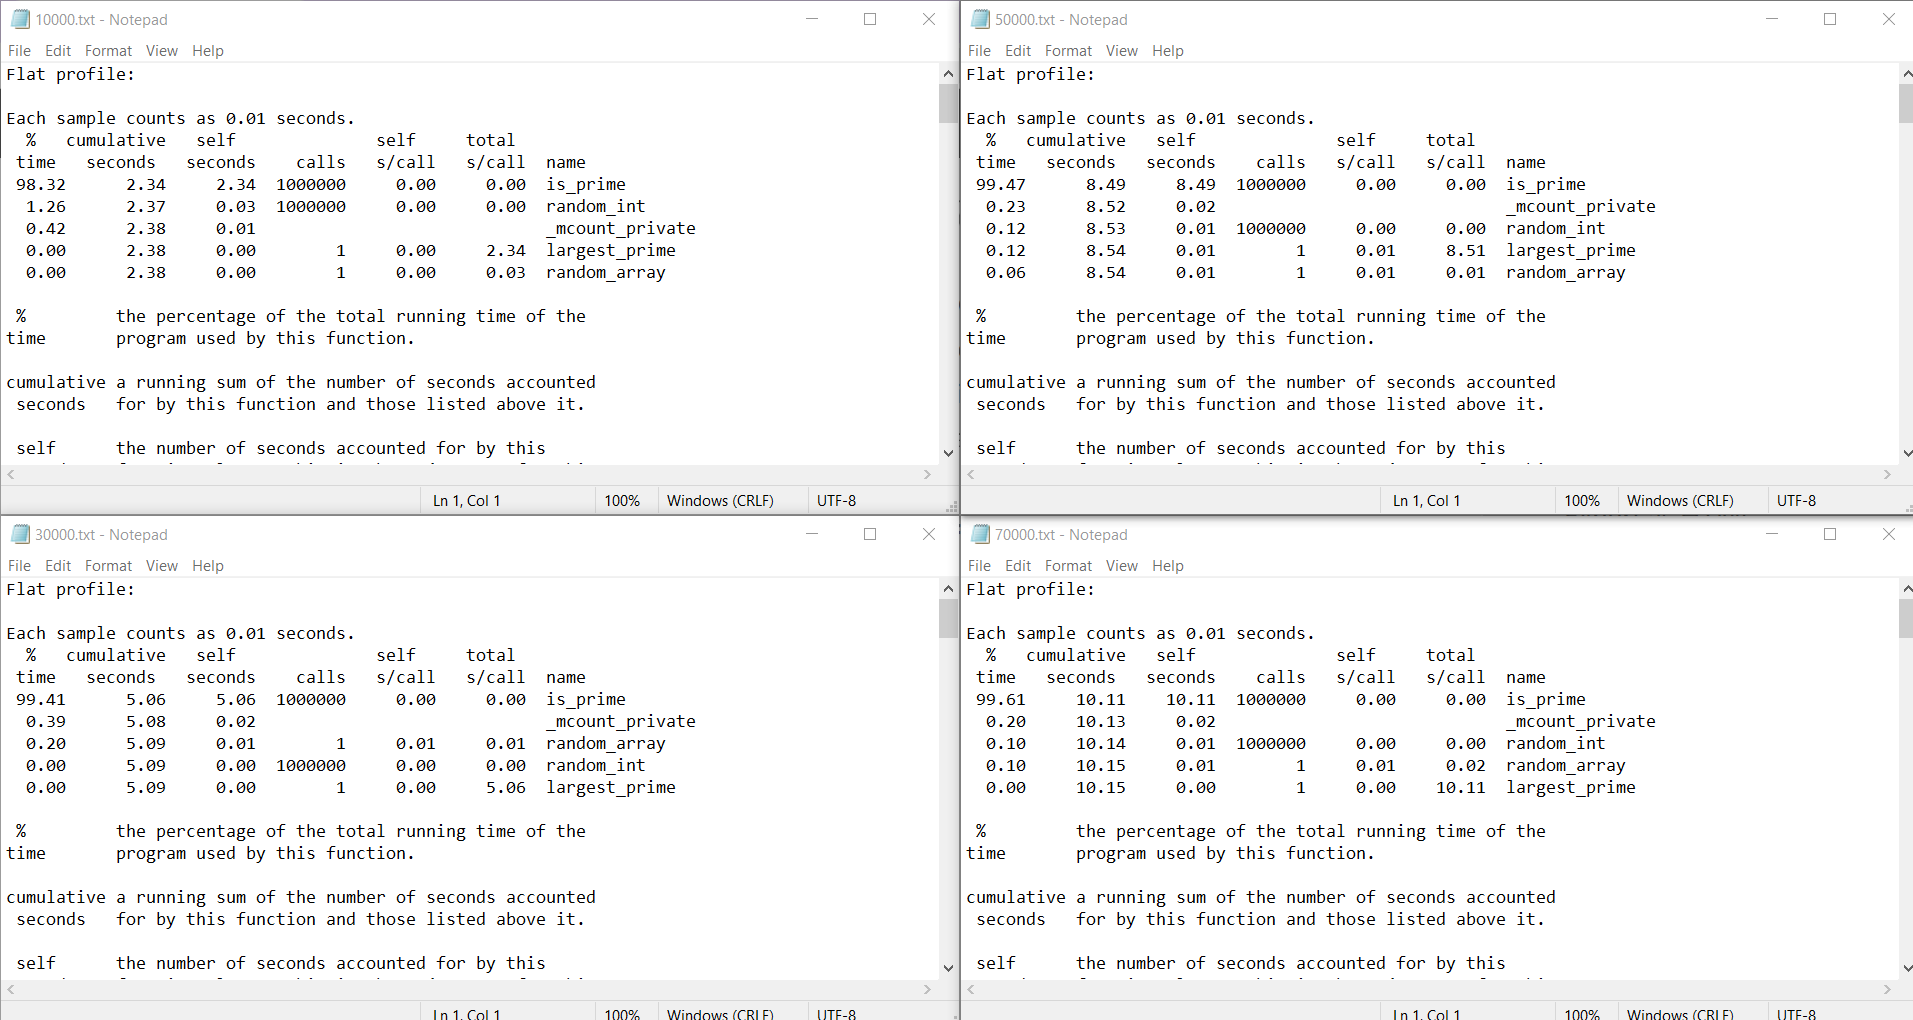 10000.txt - Notepad
File Edit Format View Help
Flat profile:
Each sample counts as 0.01 seconds.
  %   cumulative   self              self     total
 time   seconds   seconds    calls   s/call   s/call  name
 98.32      2.34     2.34  1000000     0.00     0.00  is_prime
  1.26      2.37     0.03  1000000     0.00     0.00  random_int
  0.42      2.38     0.01                             _mcount_private
  0.00      2.38     0.00        1     0.00     2.34  largest_prime
  0.00      2.38     0.00        1     0.00     0.03  random_array
 %         the percentage of the total running time of the
time       program used by this function.
cumulative a running sum of the number of seconds accounted
 seconds   for by this function and those listed above it.
 self      the number of seconds accounted for by this
Ln 1, Col 1 100% Windows (CRLF) UTF-8
50000.txt - Notepad
File Edit Format View Help
Flat profile:
Each sample counts as 0.01 seconds.
  %   cumulative   self              self     total
 time   seconds   seconds    calls   s/call   s/call  name
 99.47      8.49     8.49  1000000     0.00     0.00  is_prime
  0.23      8.52     0.02                             _mcount_private
  0.12      8.53     0.01  1000000     0.00     0.00  random_int
  0.12      8.54     0.01        1     0.01     8.51  largest_prime
  0.06      8.54     0.01        1     0.01     0.01  random_array
 %         the percentage of the total running time of the
time       program used by this function.
cumulative a running sum of the number of seconds accounted
 seconds   for by this function and those listed above it.
 self      the number of seconds accounted for by this
Ln 1, Col 1 100% Windows (CRLF) UTF-8
30000.txt - Notepad
File Edit Format View Help
Flat profile:
Each sample counts as 0.01 seconds.
  %   cumulative   self              self     total
 time   seconds   seconds    calls   s/call   s/call  name
 99.41      5.06     5.06  1000000     0.00     0.00  is_prime
  0.39      5.08     0.02                             _mcount_private
  0.20      5.09     0.01        1     0.01     0.01  random_array
  0.00      5.09     0.00  1000000     0.00     0.00  random_int
  0.00      5.09     0.00        1     0.00     5.06  largest_prime
 %         the percentage of the total running time of the
time       program used by this function.
cumulative a running sum of the number of seconds accounted
 seconds   for by this function and those listed above it.
 self      the number of seconds accounted for by this
Ln 1, Col 1 100% Windows (CRLF) UTF-8
70000.txt - Notepad
File Edit Format View Help
Flat profile:
Each sample counts as 0.01 seconds.
  %   cumulative   self              self     total
 time   seconds   seconds    calls   s/call   s/call  name
 99.61     10.11    10.11  1000000     0.00     0.00  is_prime
  0.20     10.13     0.02                             _mcount_private
  0.10     10.14     0.01  1000000     0.00     0.00  random_int
  0.10     10.15     0.01        1     0.01     0.02  random_array
  0.00     10.15     0.00        1     0.00    10.11  largest_prime
 %         the percentage of the total running time of the
time       program used by this function.
cumulative a running sum of the number of seconds accounted
 seconds   for by this function and those listed above it.
 self      the number of seconds accounted for by this
Ln 1, Col 1 100% Windows (CRLF) UTF-8